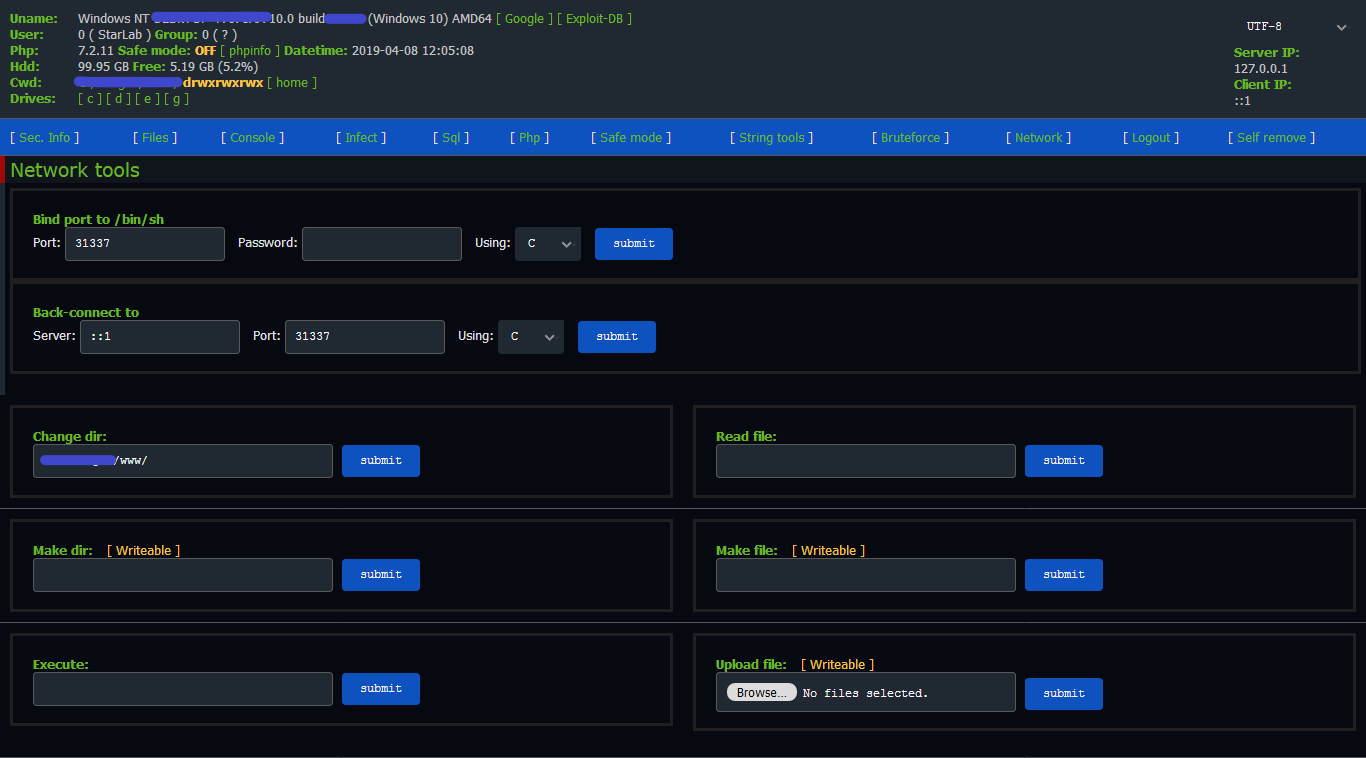 Uname: Windows NT 10.0 build (Windows 10) AMD64 [ Google ] [ Exploit-DB ]
User: 0 ( StarLab ) Group: 0 ( ? )
Php: 7.2.11 Safe mode: OFF [ phpinfo ] Datetime: 2019-04-08 12:05:08
Hdd: 99.95 GB Free: 5.19 GB (5.2%)
Cwd: drwxrwxrwx [ home ]
Drives: [ c ] [ d ] [ e ] [ g ]
UTF-8
Server IP:
127.0.0.1
Client IP:
::1
[ Sec. Info ] [ Files ] [ Console ] [ Infect ] [ Sql ] [ Php ] [ Safe mode ] [ String tools ] [ Bruteforce ] [ Network ] [ Logout ] [ Self remove ]
Network tools
Bind port to /bin/sh
Port: 31337 Password: Using: C submit
Back-connect to
Server: ::1 Port: 31337 Using: C submit
Change dir: Read file:
/www/ submit submit
Make dir: [ Writeable ] Make file: [ Writeable ]
submit submit
Execute: Upload file: [ Writeable ]
submit Browse... No files selected. submit